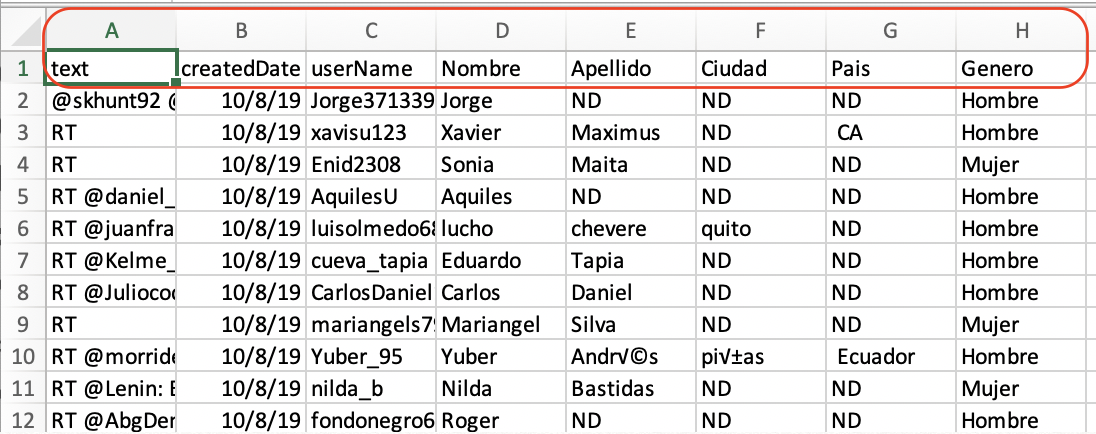 A B C D E F G H
1 text createdDate userName Nombre Apellido Ciudad Pais Genero
2 @skhunt92 @ 10/8/19 Jorge371339 Jorge ND ND ND Hombre
3 RT 10/8/19 xavisu123 Xavier Maximus ND CA Hombre
4 RT 10/8/19 Enid2308 Sonia Maita ND ND Mujer
5 RT @daniel_ 10/8/19 AquilesU Aquiles ND ND ND Hombre
6 RT @juanfra 10/8/19 luisolmedo68 lucho chevere quito ND Hombre
7 RT @Kelme_ 10/8/19 cueva_tapia Eduardo Tapia ND ND Hombre
8 RT @Julioco 10/8/19 CarlosDaniel Carlos Daniel ND ND Hombre
9 RT 10/8/19 mariangels79 Mariangel Silva ND ND Mujer
10 RT @morride 10/8/19 Yuber_95 Yuber Andr√©s pi√±as Ecuador Hombre
11 RT @Lenin: E 10/8/19 nilda_b Nilda Bastidas ND ND Mujer
12 RT @AbgDer 10/8/19 fondonegro6 Roger ND ND ND Hombre